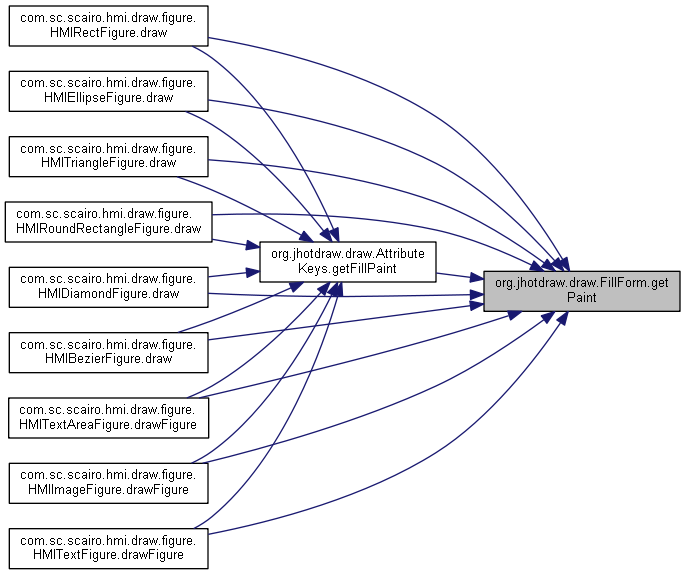 com.sc.scairo.hmi.draw.figure.
HMIRectFigure.draw
com.sc.scairo.hmi.draw.figure.
HMIEllipseFigure.draw
com.sc.scairo.hmi.draw.figure.
HMITriangleFigure.draw
com.sc.scairo.hmi.draw.figure.
HMIRoundRectangleFigure.draw
com.sc.scairo.hmi.draw.figure.
HMIDiamondFigure.draw
com.sc.scairo.hmi.draw.figure.
HMIBezierFigure.draw
com.sc.scairo.hmi.draw.figure.
HMITextAreaFigure.drawFigure
com.sc.scairo.hmi.draw.figure.
HMIImageFigure.drawFigure
com.sc.scairo.hmi.draw.figure.
HMITextFigure.drawFigure
org.jhotdraw.draw.Attribute
Keys.getFillPaint
org.jhotdraw.draw.FillForm.get
Paint